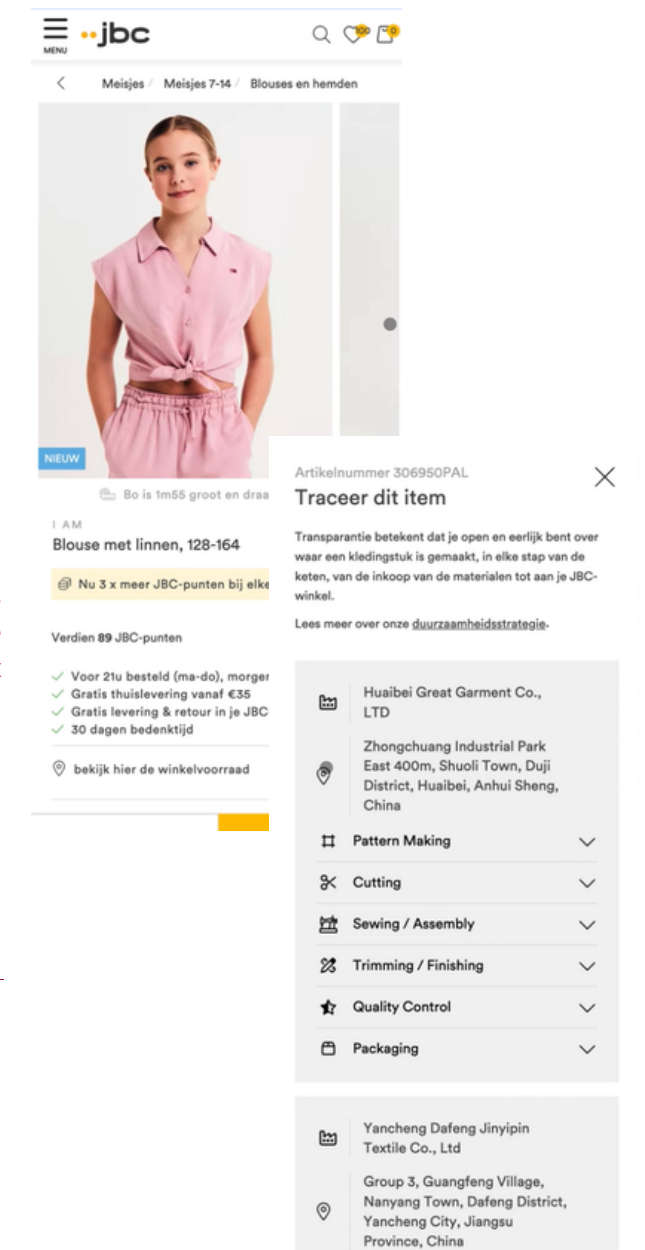 MENU
jbc
100
0
Meisjes / Meisjes 7-14 / Blouses en hemden
NIEUW
Bo is 1m55 groot en draa
I AM
Blouse met linnen, 128-164
Nu 3 x meer JBC-punten bij elke
Verdien 89 JBC-punten
Voor 21u besteld (ma-do), morgen
Gratis thuislevering vanaf €35
Gratis levering & retour in je JBC
30 dagen bedenktijd
bekijk hier de winkelvoorraad
Artikelnummer 306950PAL
Traceer dit item
Transparantie betekent dat je open en eerlijk bent over
waar een kledingstuk is gemaakt, in elke stap van de
keten, van de inkoop van de materialen tot aan je JBC-
winkel.
Lees meer over onze duurzaamheidsstrategie.
Huaibei Great Garment Co.,
LTD
Zhongchuang Industrial Park
East 400m, Shuoli Town, Duji
District, Huaibei, Anhui Sheng,
China
Pattern Making
Cutting
Sewing / Assembly
Trimming / Finishing
Quality Control
Packaging
Yancheng Dafeng Jinyipin
Textile Co., Ltd
Group 3, Guangfeng Village,
Nanyang Town, Dafeng District,
Yancheng City, Jiangsu
Province, China